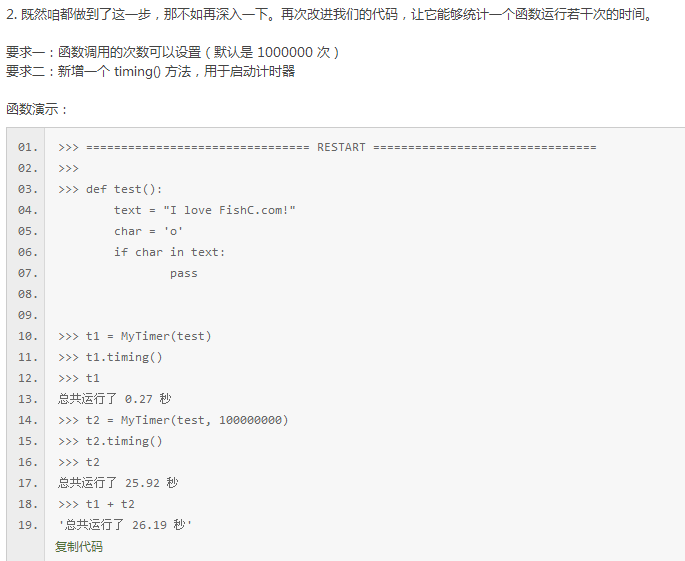 2. 既然咱都做到了这一步，那不如再深入一下。再次改进我们的代码，让它能够统计一个函数运行若干次的时间。
要求一：函数调用的次数可以设置（默认是 1000000 次）
要求二：新增一个 timing() 方法，用于启动计时器
函数演示：
01. >>> ================================ RESTART ================================
02. >>>
03. >>> def test():
04. text = "I love FishC.com!"
05. char = 'o'
06. if char in text:
07. pass
08.
09.
10. >>> t1 = MyTimer(test)
11. >>> t1.timing()
12. >>> t1
13. 总共运行了 0.27 秒
14. >>> t2 = MyTimer(test, 100000000)
15. >>> t2.timing()
16. >>> t2
17. 总共运行了 25.92 秒
18. >>> t1 + t2
19. '总共运行了 26.19 秒'
复制代码